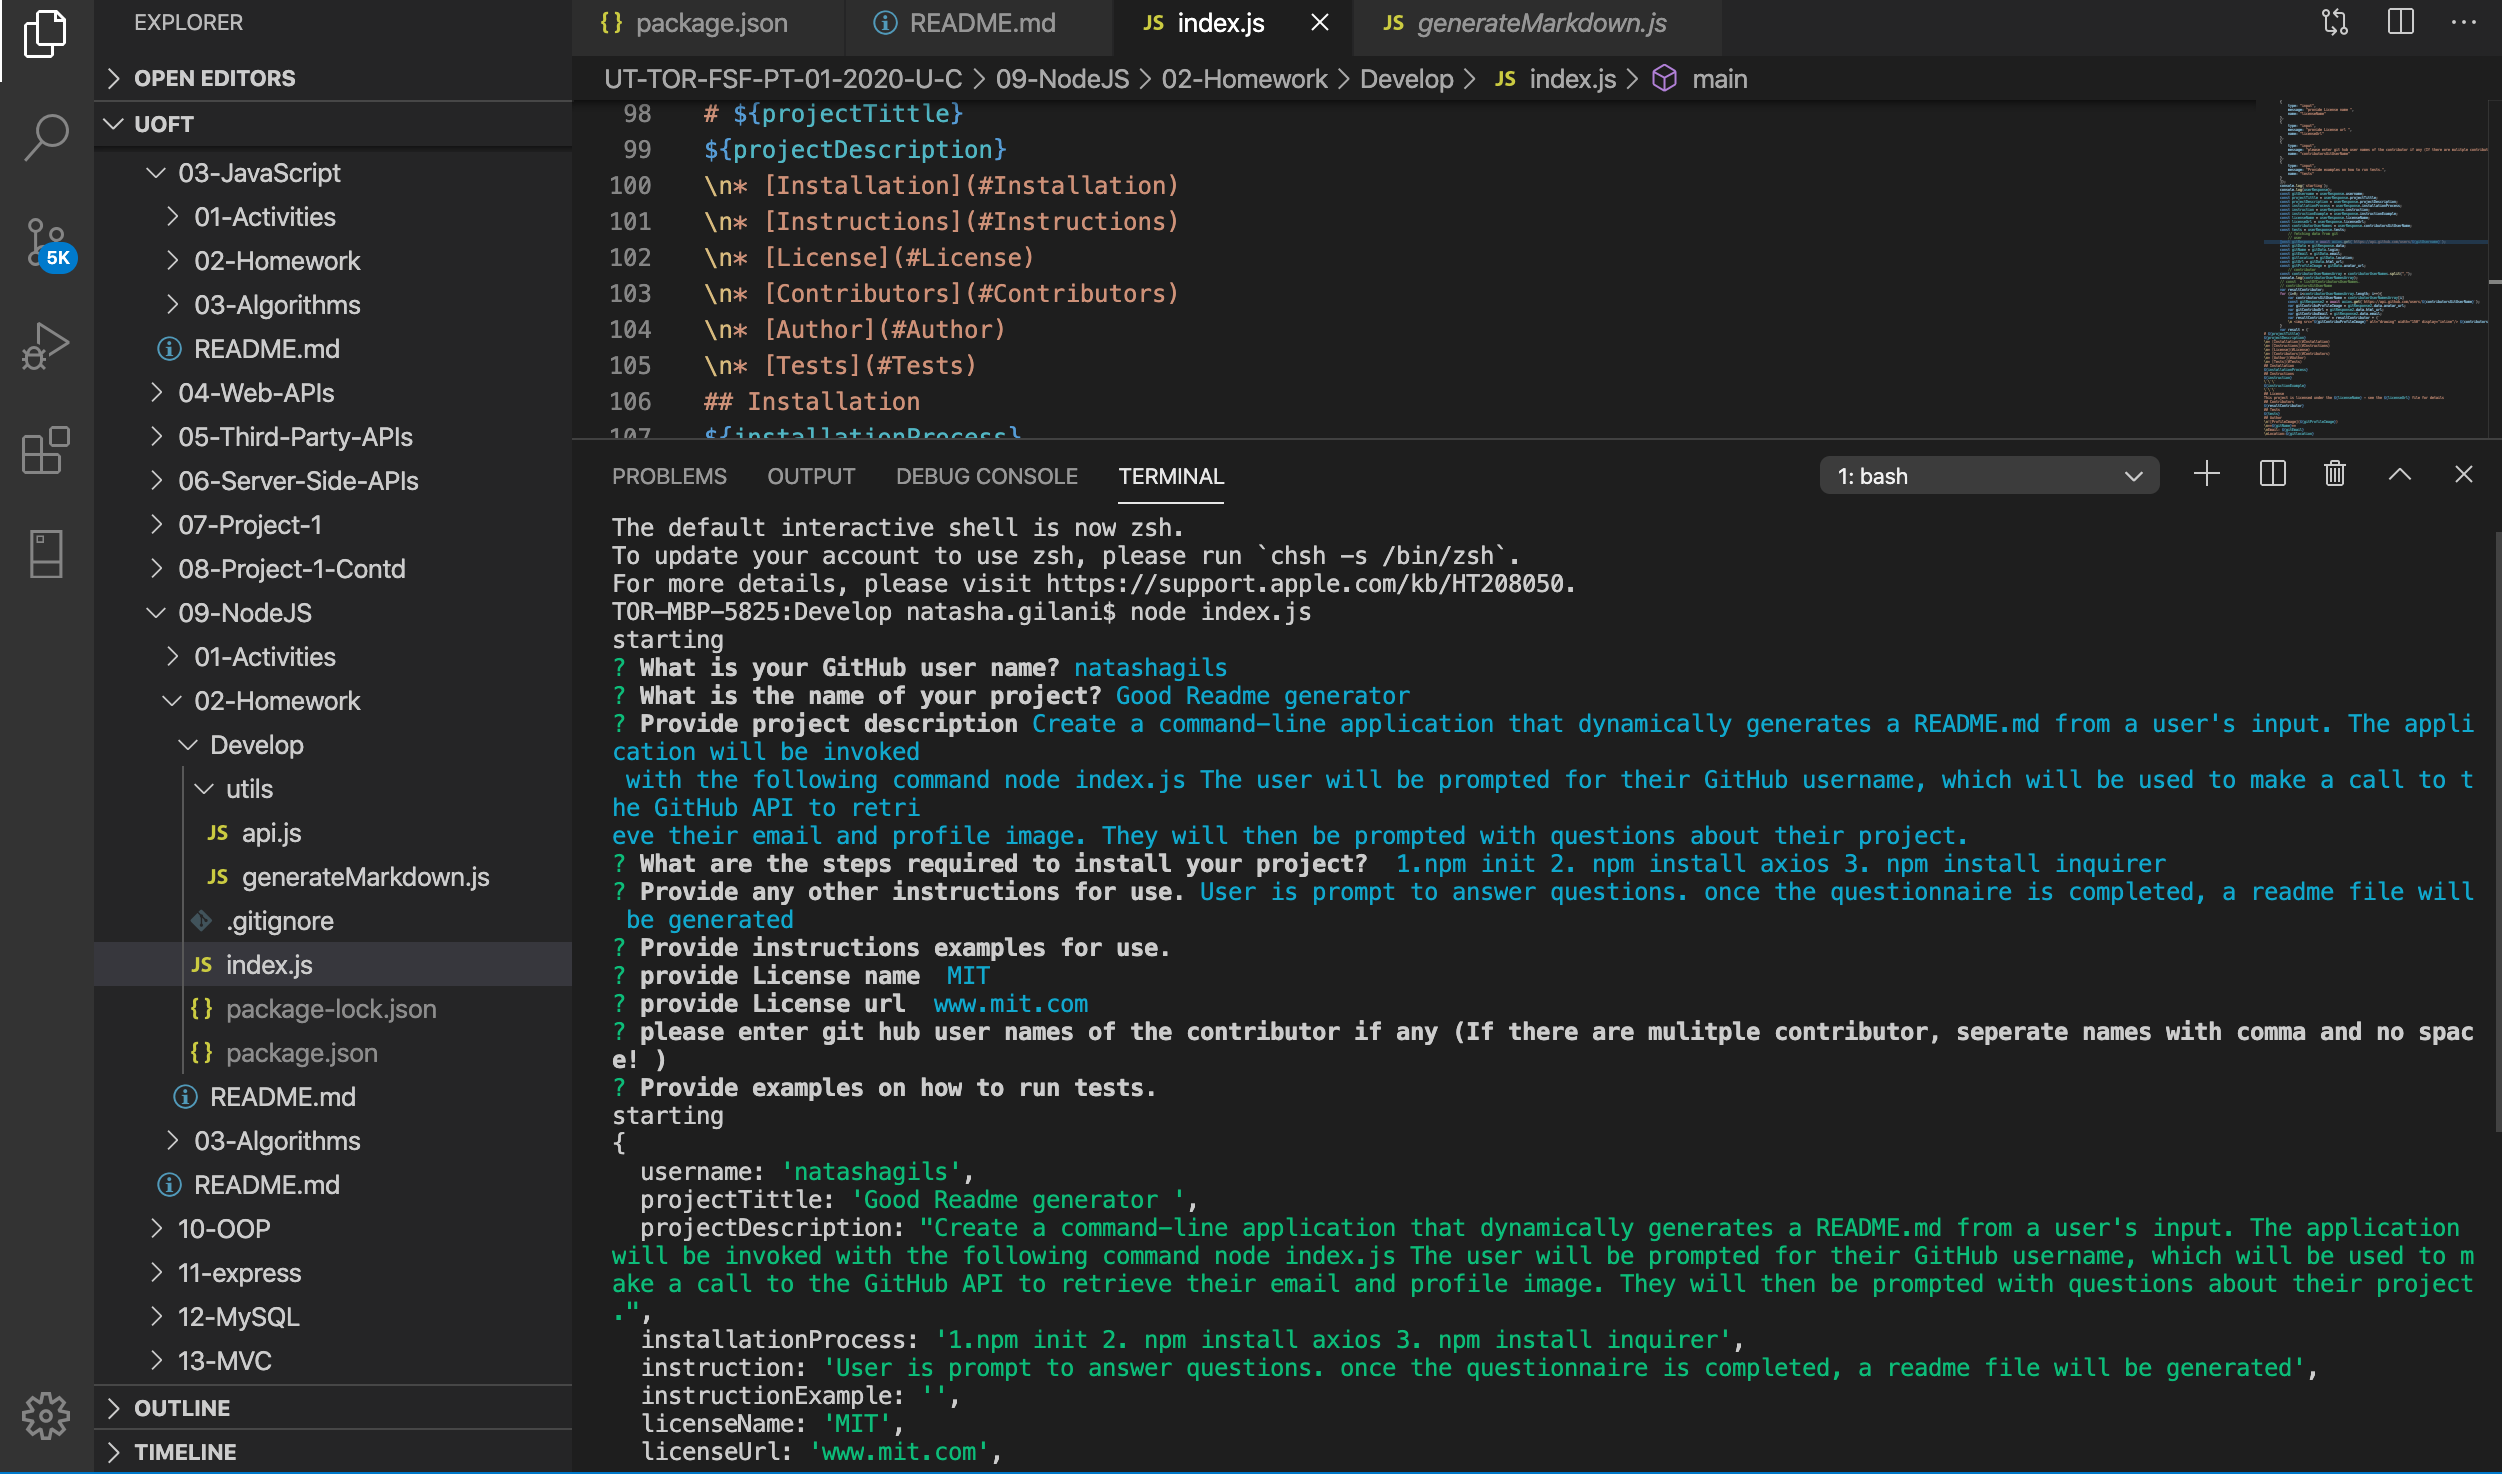 EXPLORER
OPEN EDITORS
UOFT
03-JavaScript
01-Activities
02-Homework
03-Algorithms
README.md
04-Web-APIs
05-Third-Party-APIs
06-Server-Side-APIs
07-Project-1
08-Project-1-Contd
09-NodeJS
01-Activities
02-Homework
Develop
utils
JS api.js
JS generateMarkdown.js
.gitignore
JS index.js
{} package-lock.json
{} package.json
README.md
03-Algorithms
README.md
10-OOP
11-express
12-MySQL
13-MVC
OUTLINE
TIMELINE
5K
{} package.json README.md JS index.js JS generateMarkdown.js
UT-TOR-FSF-PT-01-2020-U-C > 09-NodeJS > 02-Homework > Develop > JS index.js > main
98 # ${projectTittle}
99 ${projectDescription}
100 \n* [Installation](#Installation)
101 \n* [Instructions](#Instructions)
102 \n* [License](#License)
103 \n* [Contributors](#Contributors)
104 \n* [Author](#Author)
105 \n* [Tests](#Tests)
106 ## Installation
107 ${installationProcess}
PROBLEMS OUTPUT DEBUG CONSOLE TERMINAL 1: bash
The default interactive shell is now zsh.
To update your account to use zsh, please run `chsh -s /bin/zsh`.
For more details, please visit https://support.apple.com/kb/HT208050.
TOR-MBP-5825:Develop natasha.gilani$ node index.js
starting
? What is your GitHub user name? natashagils
? What is the name of your project? Good Readme generator
? Provide project description Create a command-line application that dynamically generates a README.md from a user's input. The appli
cation will be invoked
with the following command node index.js The user will be prompted for their GitHub username, which will be used to make a call to t
he GitHub API to retri
eve their email and profile image. They will then be prompted with questions about their project.
? What are the steps required to install your project? 1.npm init 2. npm install axios 3. npm install inquirer
? Provide any other instructions for use. User is prompt to answer questions. once the questionnaire is completed, a readme file will
be generated
? Provide instructions examples for use.
? provide License name MIT
? provide License url www.mit.com
? please enter git hub user names of the contributor if any (If there are mulitple contributor, seperate names with comma and no spac
e! )
? Provide examples on how to run tests.
starting
{
username: 'natashagils',
projectTittle: 'Good Readme generator ',
projectDescription: "Create a command-line application that dynamically generates a README.md from a user's input. The application
will be invoked with the following command node index.js The user will be prompted for their GitHub username, which will be used to m
ake a call to the GitHub API to retrieve their email and profile image. They will then be prompted with questions about their project
.",
installationProcess: '1.npm init 2. npm install axios 3. npm install inquirer',
instruction: 'User is prompt to answer questions. once the questionnaire is completed, a readme file will be generated',
instructionExample: '',
licenseName: 'MIT',
licenseUrl: 'www.mit.com',